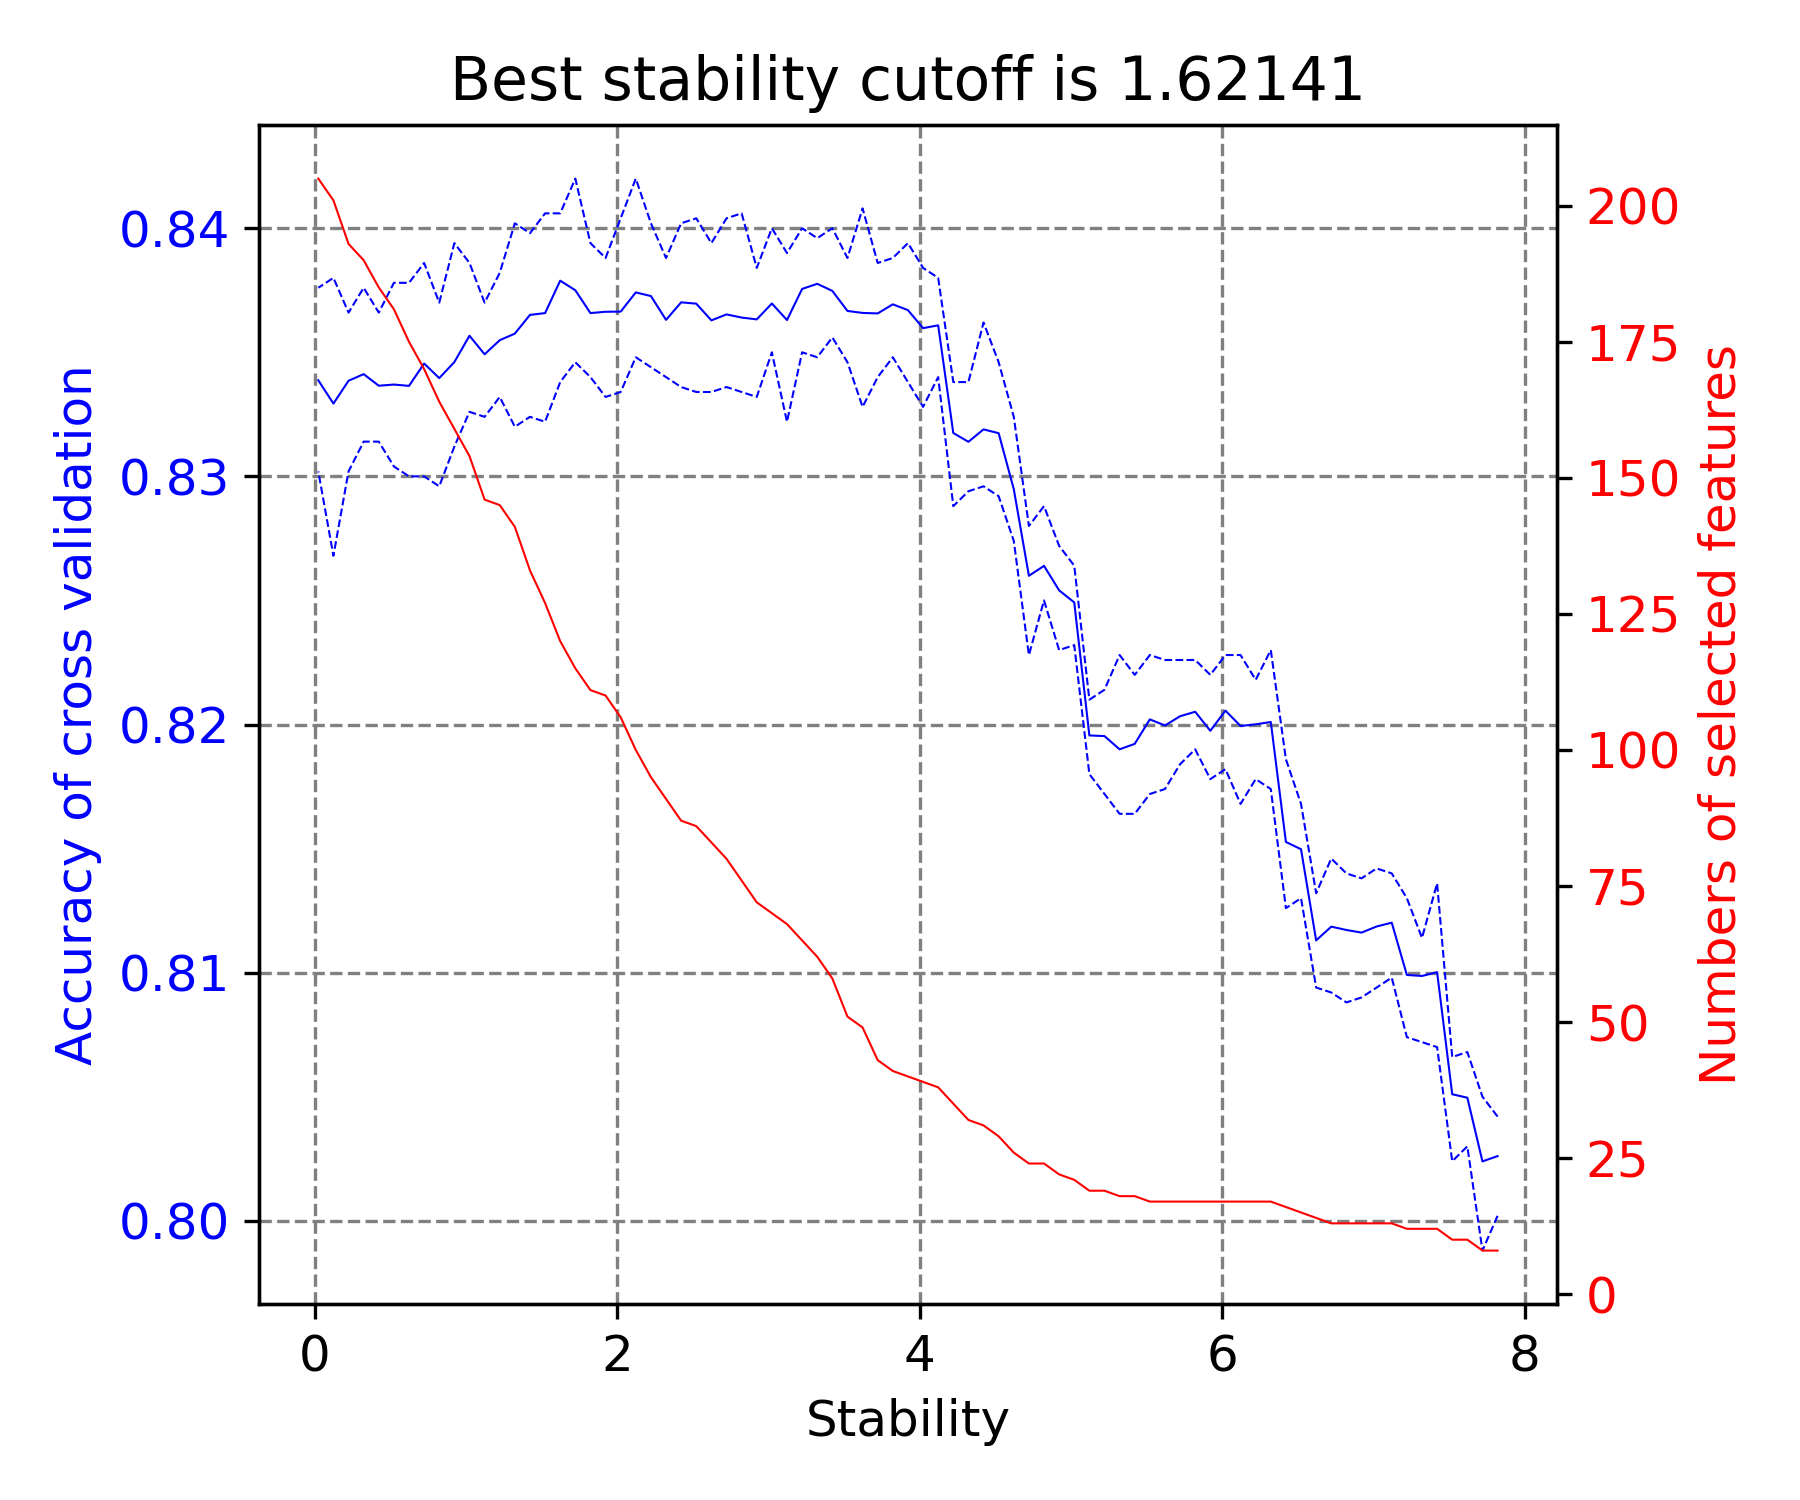 Best stability cutoff is 1.62141
Accuracy of cross validation
0.84
0.83
0.82
0.81
0.80
200
175
150
125
100
75
50
25
0
Numbers of selected features
0 2 4 6 8
Stability